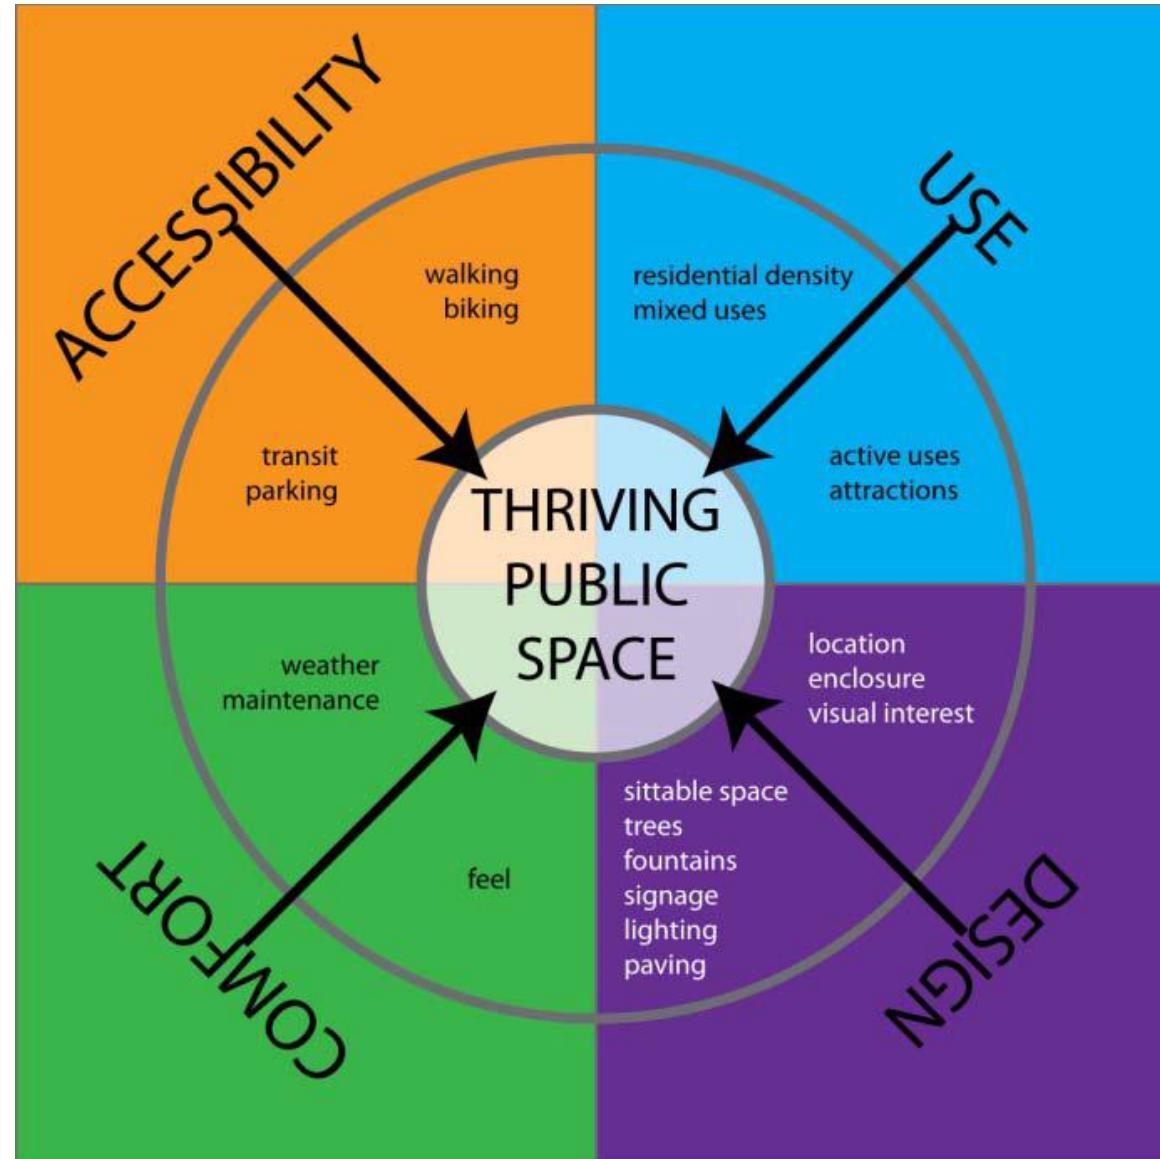 ACCESSIBILITY
walking
biking
transit
parking
USE
residential density
mixed uses
active uses
attractions
THRIVING
PUBLIC
SPACE
weather
maintenance
feel
COMFORT
location
enclosure
visual interest
sittable space
trees
fountains
signage
lighting
paving
DESIGN